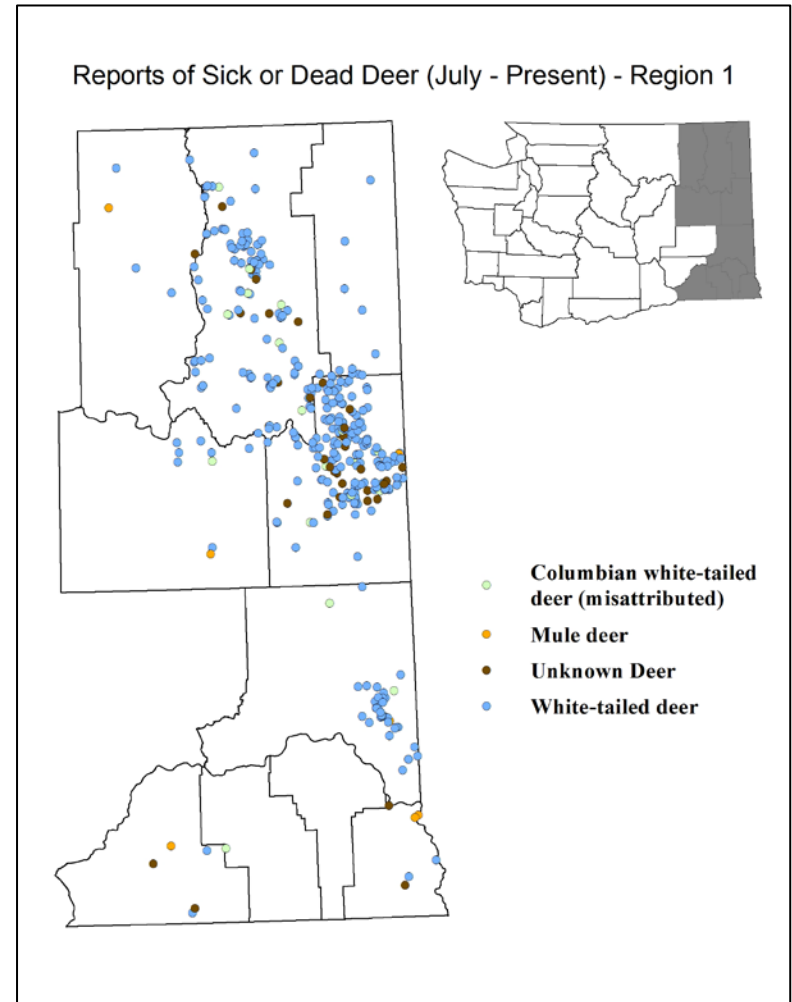 Reports of Sick or Dead Deer (July - Present) - Region 1
Columbian white-tailed
deer (misattributed)
Mule deer
Unknown Deer
White-tailed deer